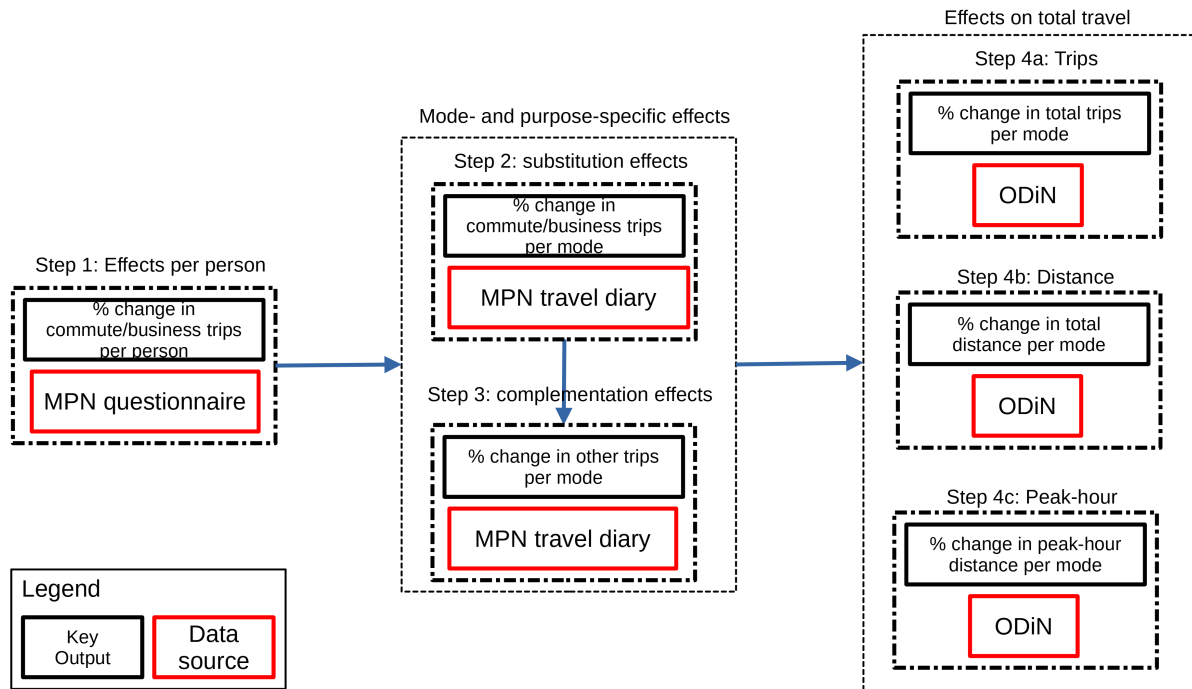 Effects on total travel
Step 4a: Trips
% change in total trips
per mode
ODiN
Mode- and purpose-specific effects
Step 2: substitution effects
% change in
commute/business trips
per mode
MPN travel diary
Step 1: Effects per person
% change in
commute/business trips
per person
MPN questionnaire
Step 4b: Distance
% change in total
distance per mode
ODiN
Step 3: complementation effects
% change in other trips
per mode
MPN travel diary
Step 4c: Peak-hour
% change in peak-hour
distance per mode
ODiN
Legend
Key
Output
Data
source